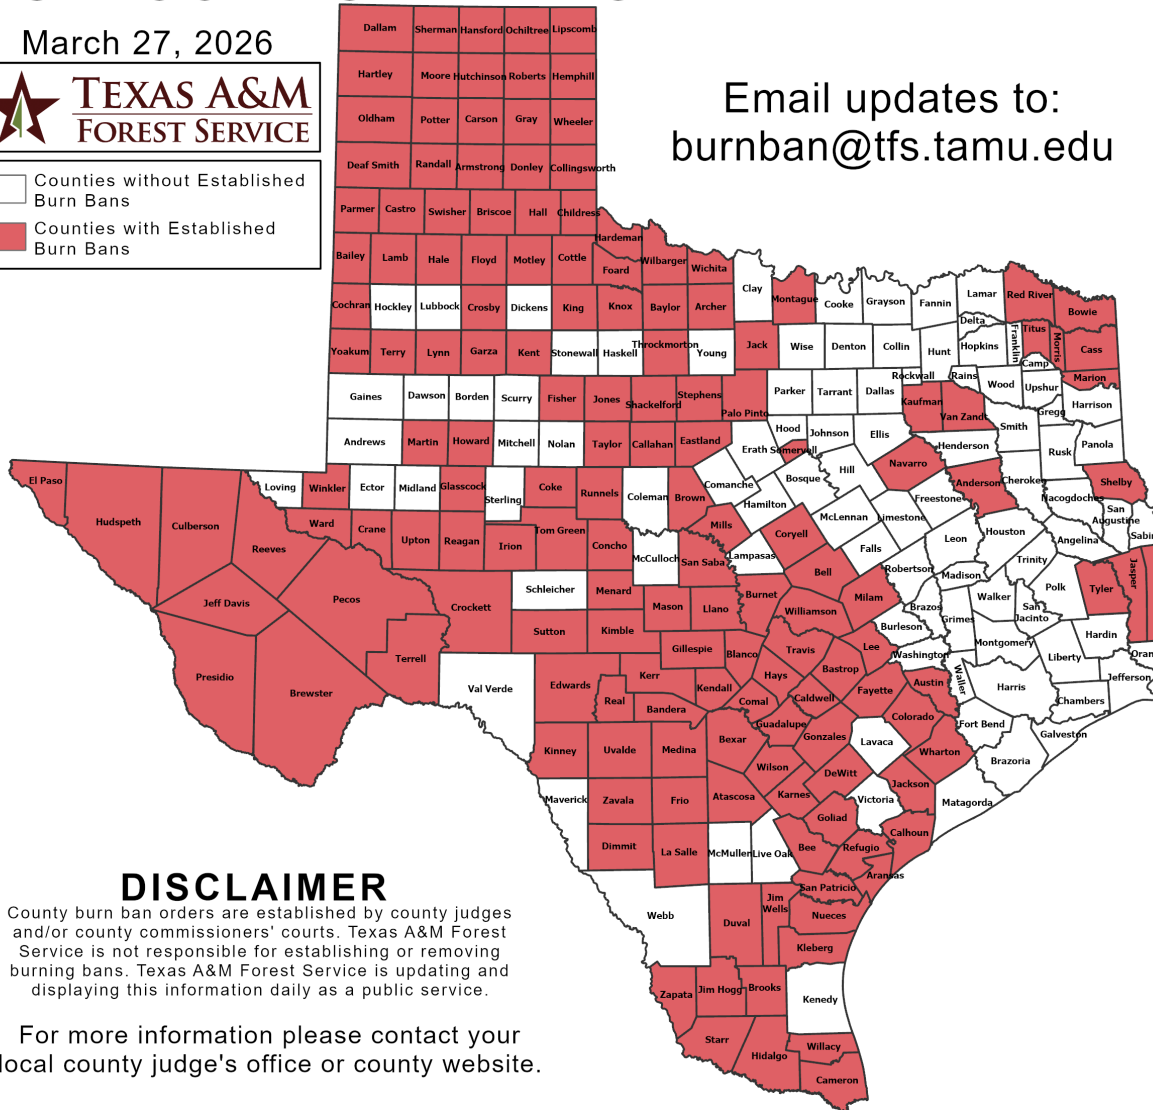 March 27, 2026
TEXAS A&M
FOREST SERVICE
Counties without Established
Burn Bans
Counties with Established
Burn Bans
Email updates to:
burnban@tfs.tamu.edu
Dallam Sherman Hansford Ochiltree Lipscomb
Hartley Moore Hutchinson Roberts Hemphill
Oldham Potter Carson Gray Wheeler
Deaf Smith Randall Armstrong Donley Collingsworth
Parmer Castro Swisher Briscoe Hall Childress
Hardeman
Bailey Lamb Hale Floyd Motley Cottle Foard Wilbarger Wichita
Cochran Hockley Lubbock Crosby Dickens King Knox Baylor Archer Clay Montague Cooke Grayson Fannin Lamar Red River Bowie
Delta Franklin Titus Morris Cass
Yoakum Terry Lynn Garza Kent Stonewall Haskell Throckmorton Young Jack Wise Denton Collin Hunt Hopkins Camp
Rockwall Rains Wood Upshur Marion
Gaines Dawson Borden Scurry Fisher Jones Shackelford Stephens Palo Pinto Parker Tarrant Dallas Kaufman Van Zandt Smith Gregg Harrison
Andrews Martin Howard Mitchell Nolan Taylor Callahan Eastland Erath Hood Somervell Johnson Ellis Henderson Rusk Panola
El Paso Loving Winkler Ector Midland Glasscock Sterling Coke Runnels Coleman Brown Comanche Hamilton Bosque Hill Navarro Freestone Anderson Cherokee Nacogdoches Shelby
San
Augustine
Sabin
Hudspeth Culberson Reeves Ward Crane Upton Reagan Irion Tom Green Concho McCulloch San Saba Mills Lampasas Coryell McLennan Limestone Falls Leon Houston Angelina Trinity
Jeff Davis Pecos Crockett Schleicher Menard Mason Llano Burnet Bell Williamson Milam Robertson Madison Walker Polk Tyler Jasper
San
Jacinto
Brazos Grimes Burleson
Presidio Brewster Terrell Sutton Kimble Gillespie Blanco Travis Lee Washington Montgomery Liberty Hardin Oran
Val Verde Edwards Real Kerr Bandera Kendall Comal Hays Caldwell Bastrop Fayette Austin Waller Harris Chambers Jefferson
Kinney Uvalde Medina Bexar Guadalupe Gonzales Lavaca Colorado Wharton Fort Bend Galveston Brazoria
Maverick Zavala Frio Atascosa Wilson Karnes DeWitt Victoria Jackson Matagorda
Dimmit La Salle McMullen Live Oak Bee Goliad Refugio Calhoun Aransas
Webb Duval
Jim
Wells
San Patricio Nueces Kleberg
Zapata Jim Hogg Brooks Kenedy
Starr Hidalgo Willacy Cameron
DISCLAIMER
County burn ban orders are established by county judges
and/or county commissioners' courts. Texas A&M Forest
Service is not responsible for establishing or removing
burning bans. Texas A&M Forest Service is updating and
displaying this information daily as a public service.
For more information please contact your
local county judge's office or county website.